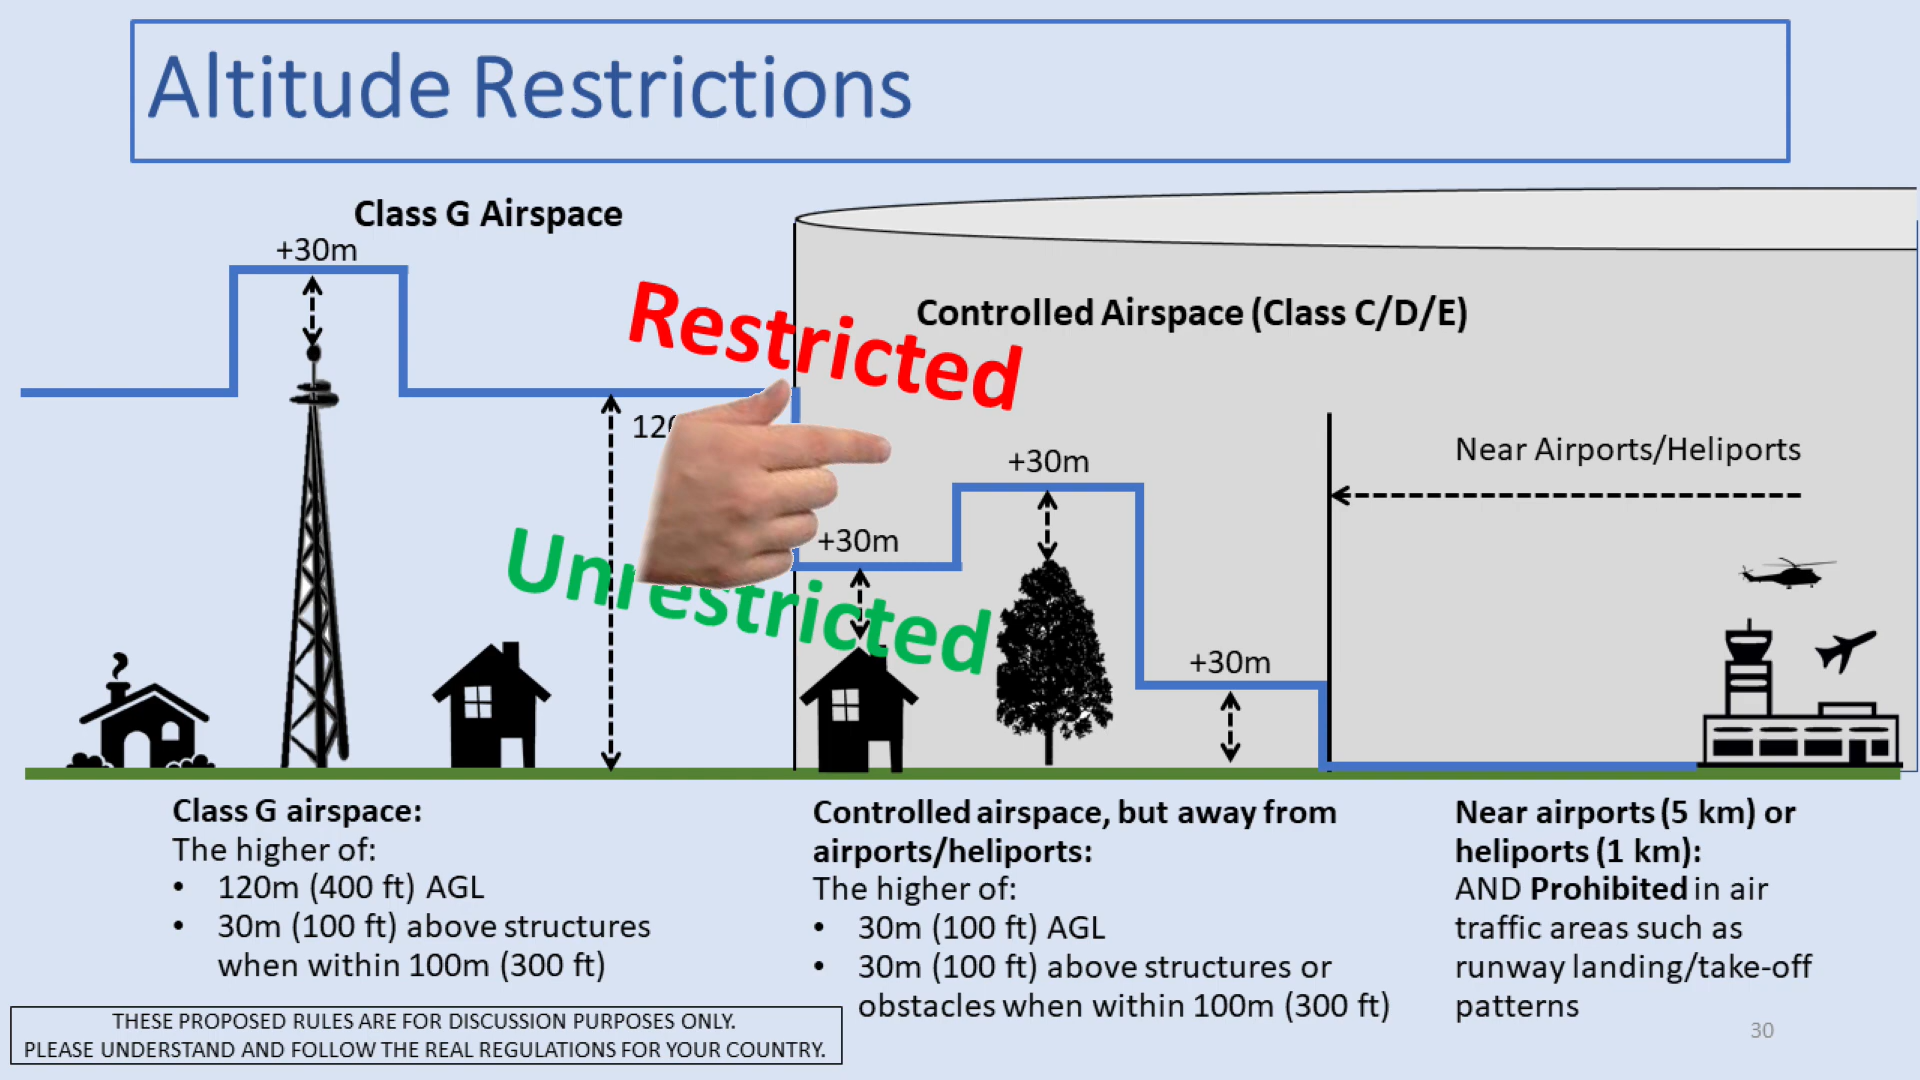 Altitude Restrictions
Class G Airspace
+30m
Restricted
Controlled Airspace (Class C/D/E)
Near Airports/Heliports
+30m
+30m
Unrestricted
+30m
Class G airspace:
The higher of:
• 120m (400 ft) AGL
• 30m (100 ft) above structures
when within 100m (300 ft)
Controlled airspace, but away from
airports/heliports:
The higher of:
• 30m (100 ft) AGL
• 30m (100 ft) above structures or
obstacles when within 100m (300 ft)
Near airports (5 km) or
heliports (1 km):
AND Prohibited in air
traffic areas such as
runway landing/take-off
patterns
THESE PROPOSED RULES ARE FOR DISCUSSION PURPOSES ONLY.
PLEASE UNDERSTAND AND FOLLOW THE REAL REGULATIONS FOR YOUR COUNTRY.
30